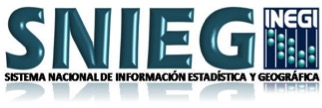 SNIEG
INEGI
SISTEMA NACIONAL DE INFORMACIÓN ESTADÍSTICA Y GEOGRÁFICA